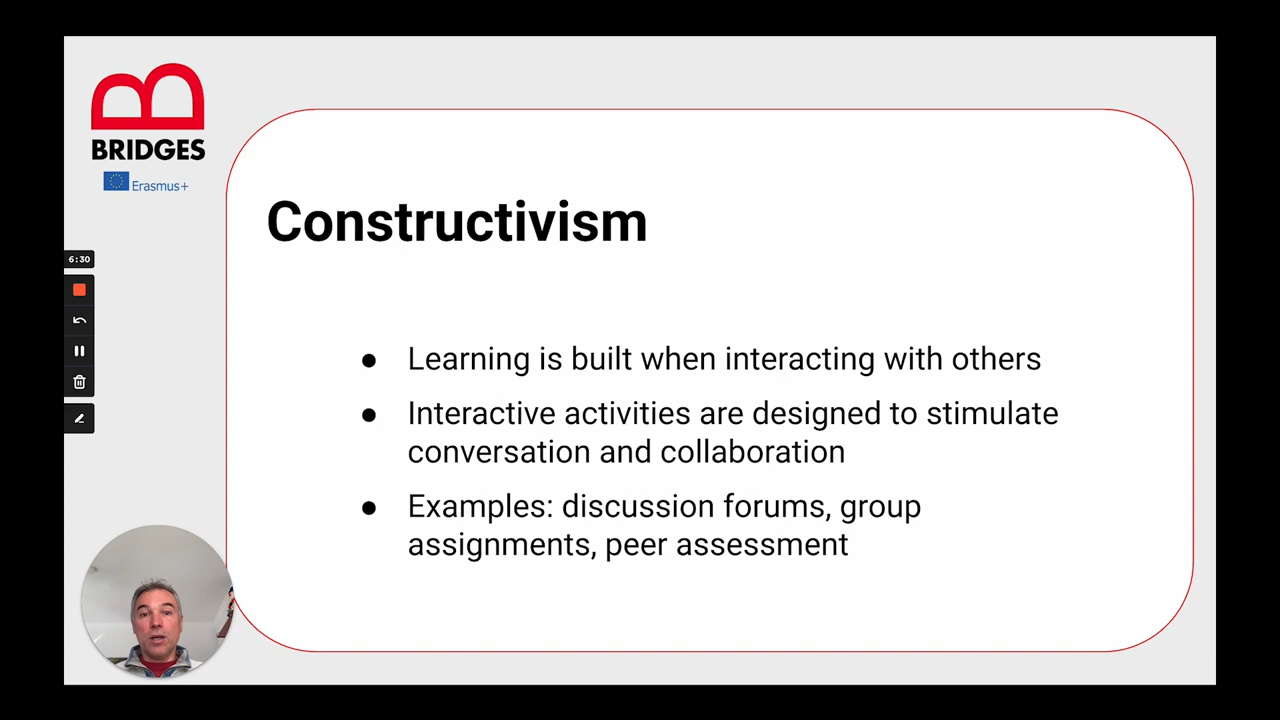 BRIDGES
Erasmus+
Constructivism
6:30
● Learning is built when interacting with others
● Interactive activities are designed to stimulate
conversation and collaboration
● Examples: discussion forums, group
assignments, peer assessment